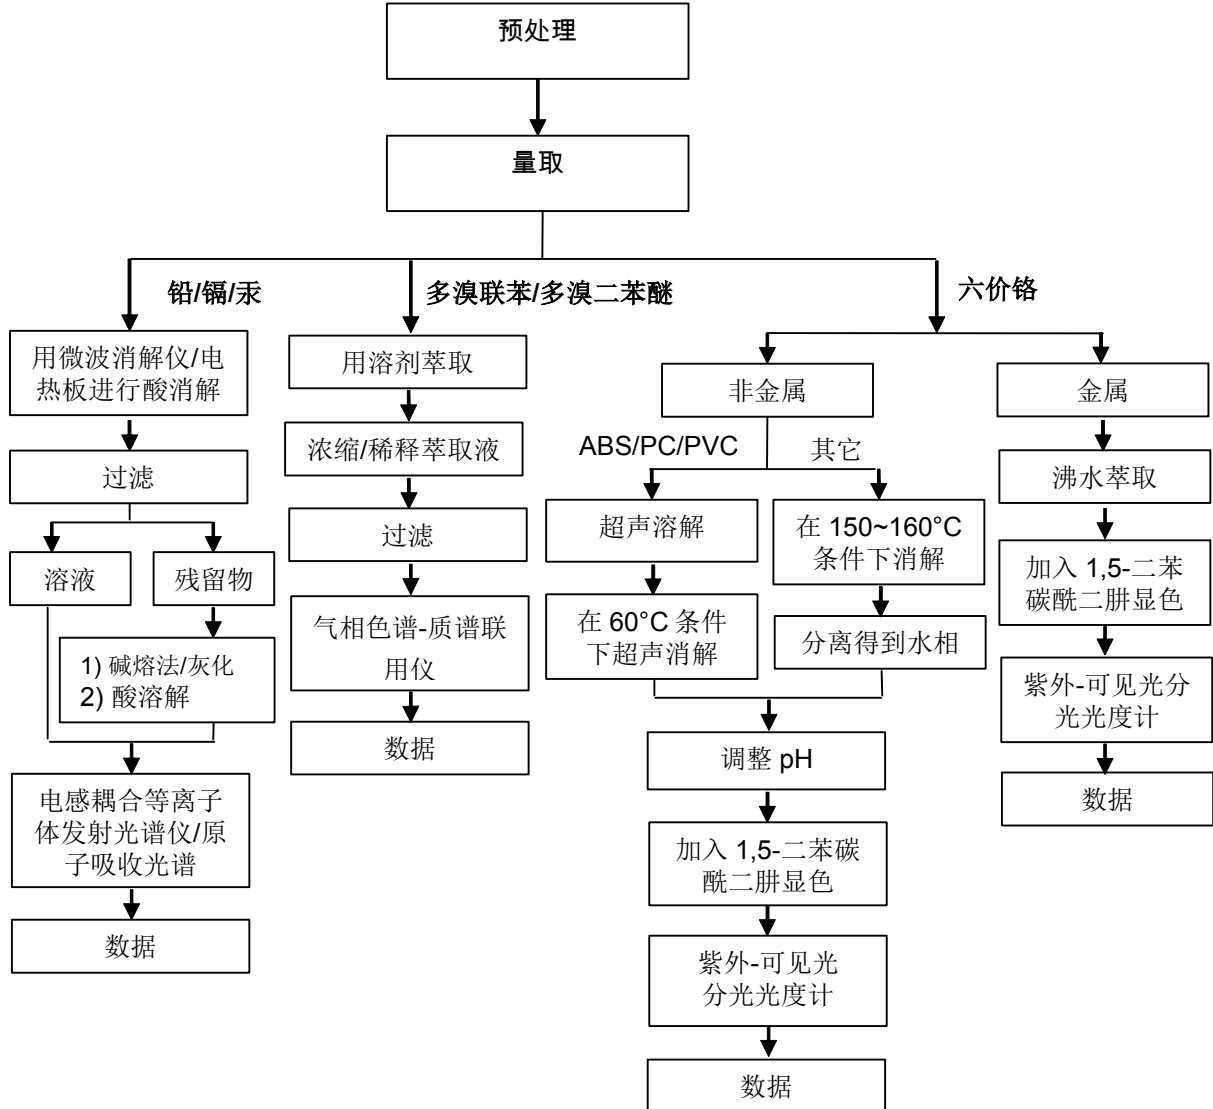 预处理
量取
铅/镉/汞
多溴联苯/多溴二苯醚
六价铬
用微波消解仪/电
热板进行酸消解
过滤
溶液
残留物
1) 碱熔法/灰化
2) 酸溶解
电感耦合等离子
体发射光谱仪/原
子吸收光谱
数据
用溶剂萃取
浓缩/稀释萃取液
过滤
气相色谱-质谱联
用仪
数据
非金属
ABS/PC/PVC
其它
超声溶解
在 60°C 条件
下超声消解
在 150~160°C
条件下消解
分离得到水相
调整 pH
加入 1,5-二苯碳
酰二肼显色
紫外-可见光
分光光度计
数据
金属
沸水萃取
加入 1,5-二苯
碳酰二肼显色
紫外-可见光分
光光度计
数据